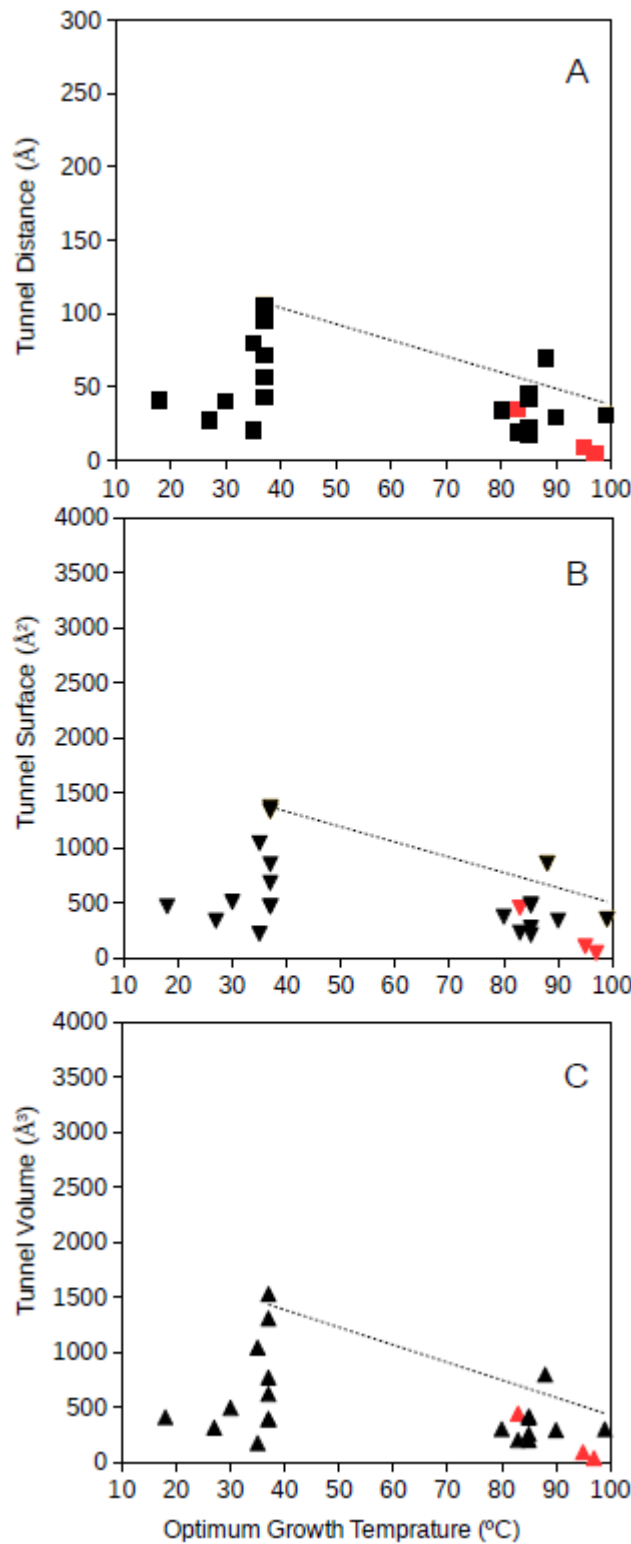 A
Tunnel Distance (Å)
300
250
200
150
100
50
0
10 20 30 40 50 60 70 80 90 100
B
Tunnel Surface (Å²)
4000
3500
3000
2500
2000
1500
1000
500
0
10 20 30 40 50 60 70 80 90 100
C
Tunnel Volume (Å³)
4000
3500
3000
2500
2000
1500
1000
500
0
10 20 30 40 50 60 70 80 90 100
Optimum Growth Temprature (ºC)